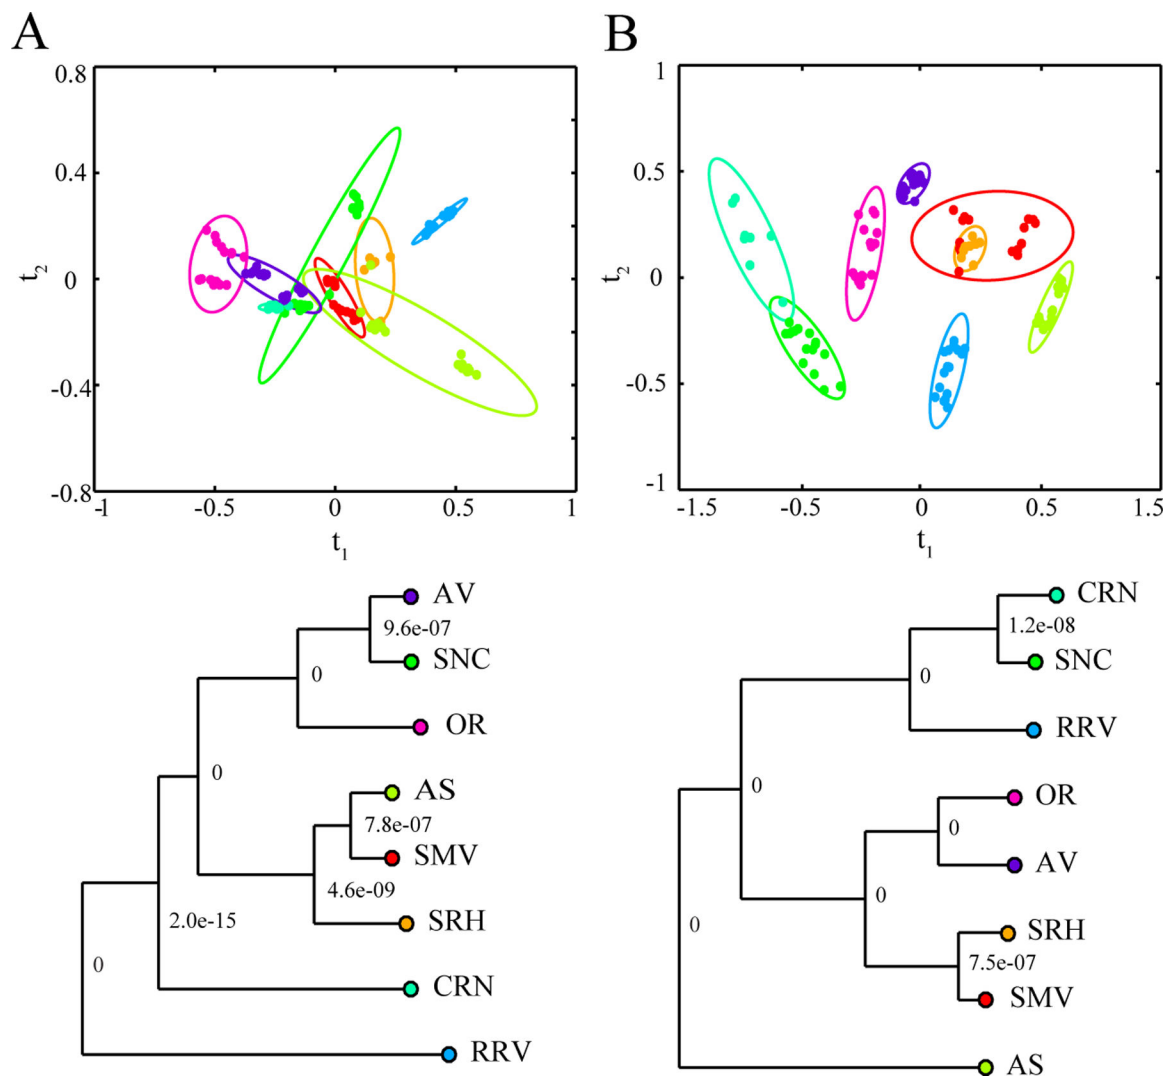 A
B
0.8
0.4
0
-0.4
-0.8
t2
-1
-0.5
0
0.5
1
t1
1
0.5
0
-0.5
-1
t2
-1.5
-0.5
0
0.5
1.5
t1
AV
9.6e-07
SNC
0
OR
0
AS
7.8e-07
SMV
4.6e-09
SRH
2.0e-15
0
CRN
RRV
CRN
1.2e-08
SNC
0
RRV
0
OR
0
AV
0
SRH
0
7.5e-07
SMV
AS